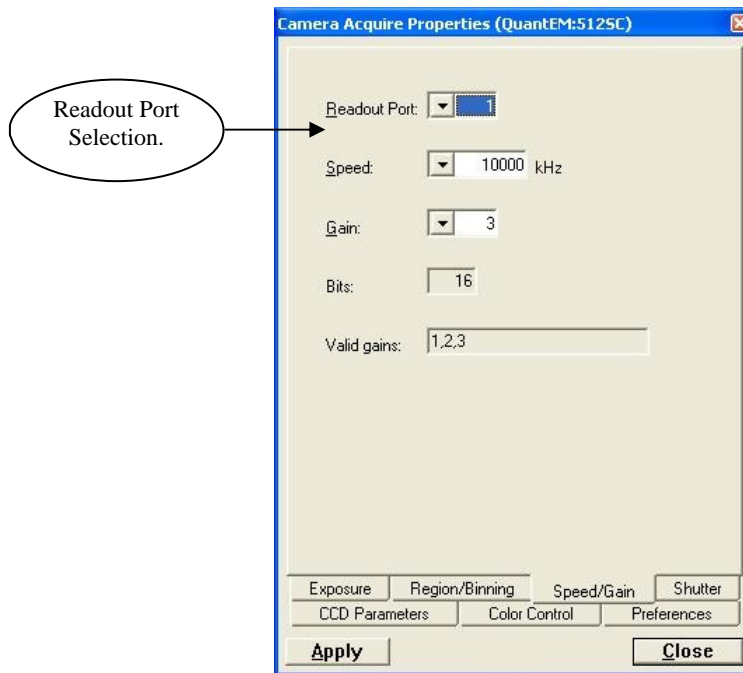 Camera Acquire Properties (QuantEM:512SC)
Readout Port
Selection.
Readout Port: 1
Speed: 10000 kHz
Gain: 3
Bits: 16
Valid gains: 1,2,3
Exposure Region/Binning Speed/Gain Shutter
CCD Parameters Color Control Preferences
Apply Close